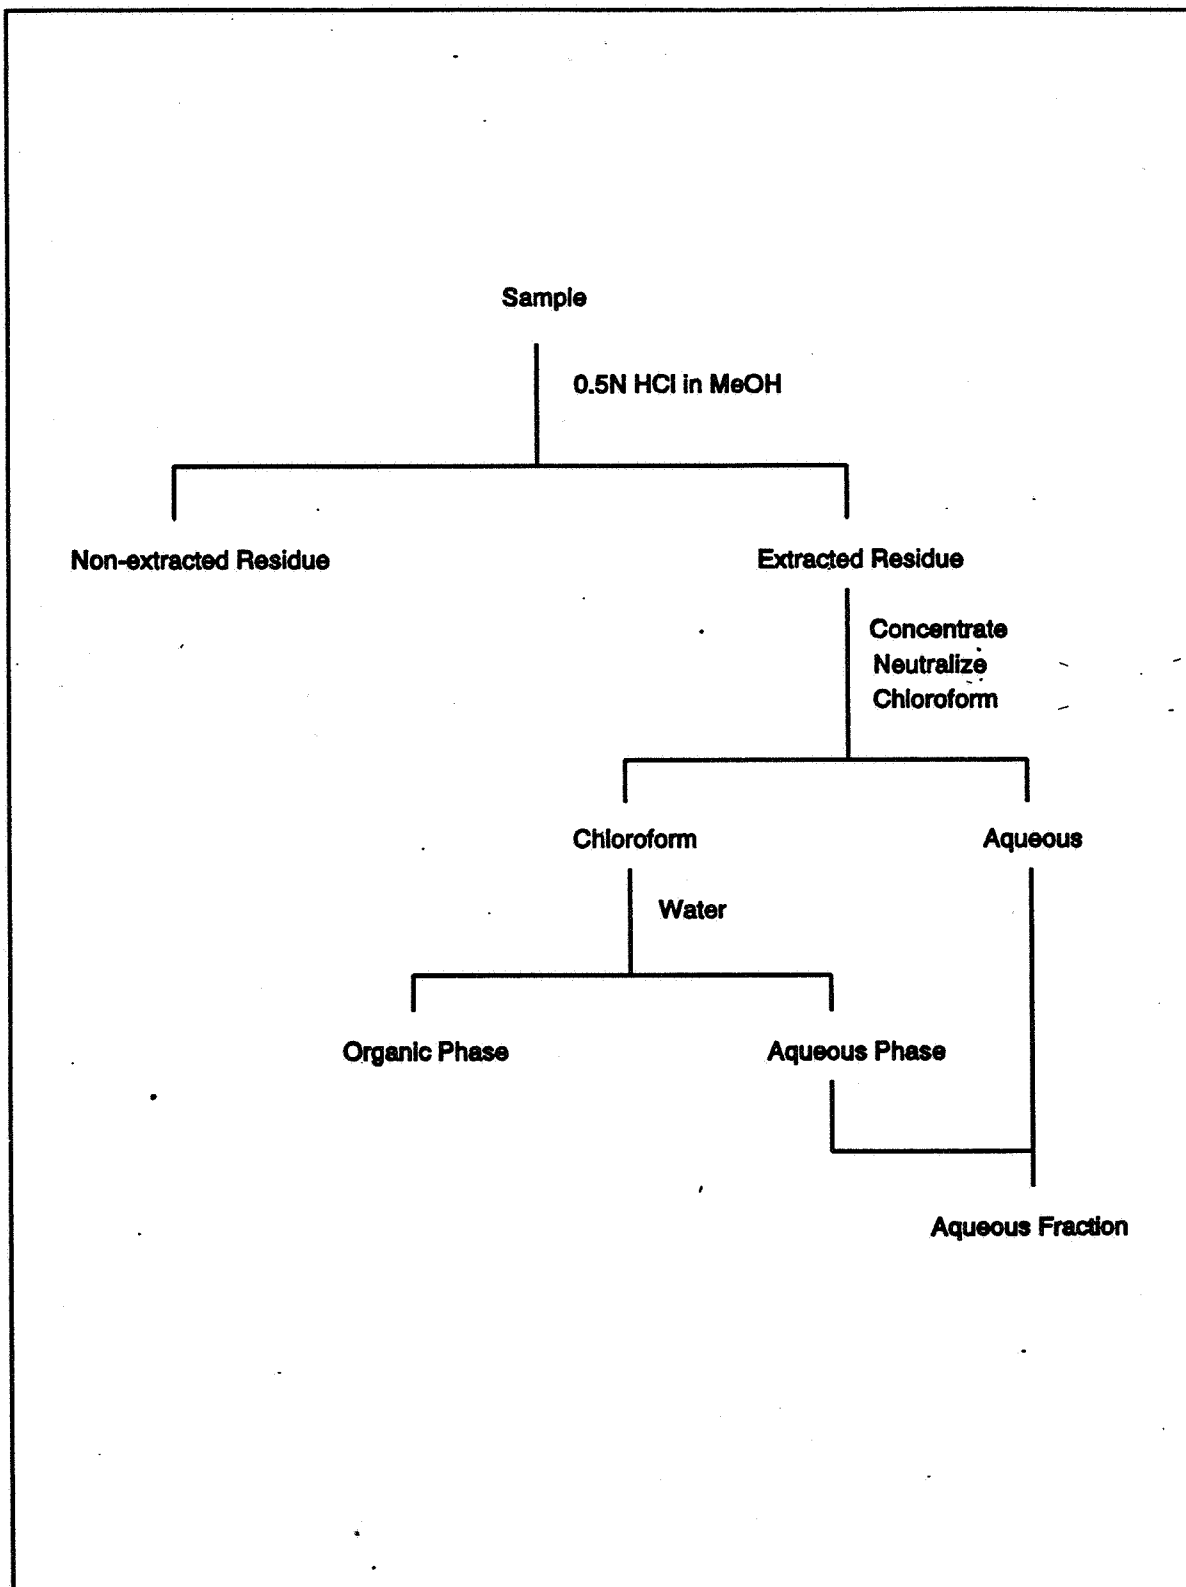 Sample
0.5N HCl in MeOH
Non-extracted Residue
Extracted Residue
Concentrate
Neutralize
Chloroform
Chloroform
Aqueous
Water
Organic Phase
Aqueous Phase
Aqueous Fraction